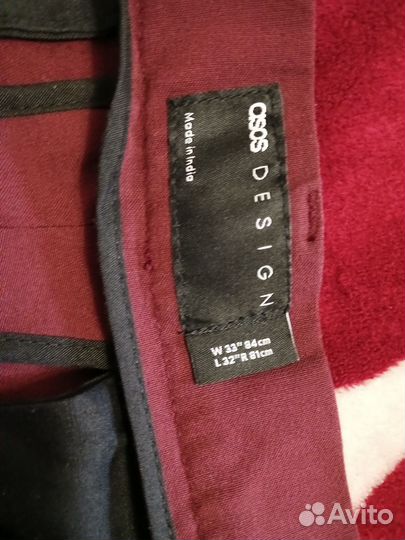 asos DESIGN
Made in India
W 33" 84cm
L 32"R 81cm
Avito